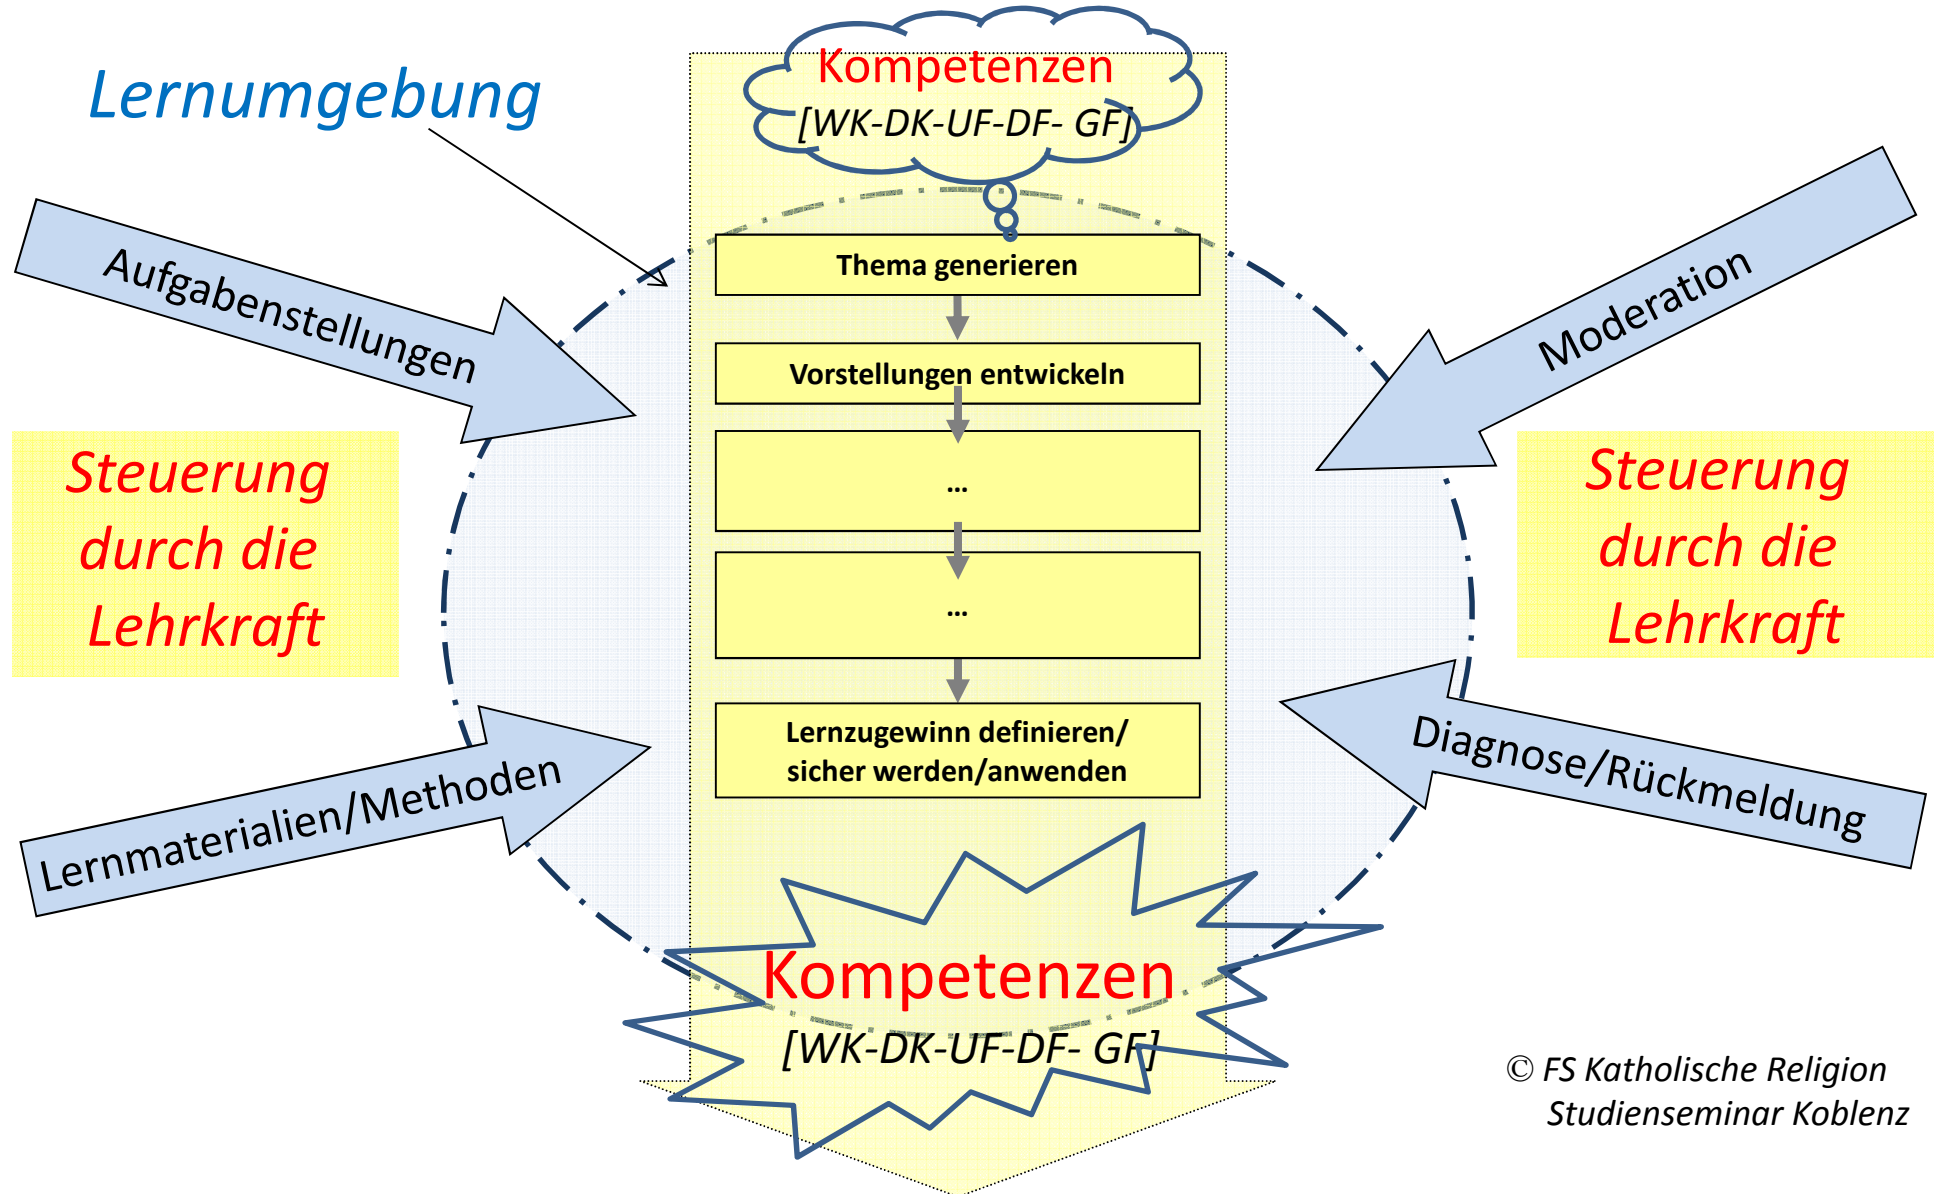 Lernumgebung
Kompetenzen
[WK-DK-UF-DF- GF]
Aufgabenstellungen
Moderation
Thema generieren
Vorstellungen entwickeln
...
...
Lernzugewinn definieren/
sicher werden/anwenden
Steuerung
durch die
Lehrkraft
Steuerung
durch die
Lehrkraft
Lernmaterialien/Methoden
Diagnose/Rückmeldung
Kompetenzen
[WK-DK-UF-DF- GF]
© FS Katholische Religion
Studienseminar Koblenz